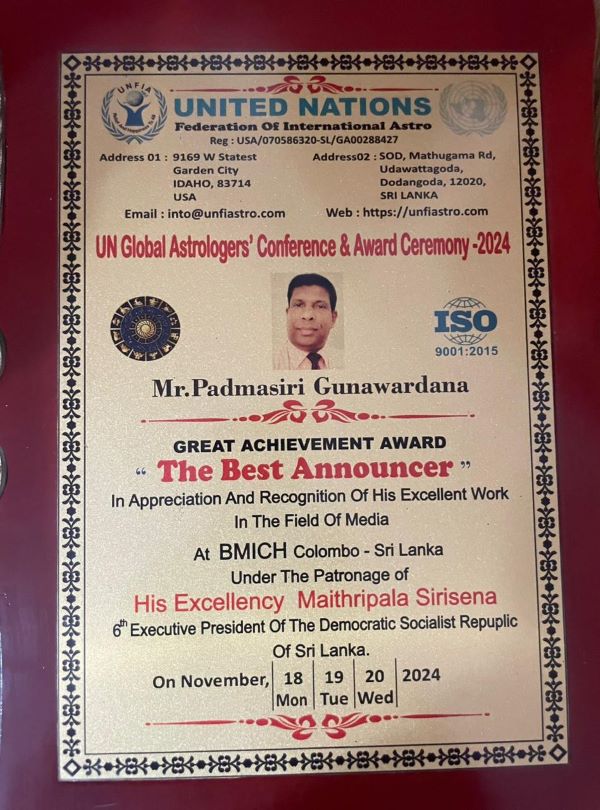 UNFIA
UNITED NATIONS
Federation Of International Astro
Reg : USA/070586320-SL/GA00288427
Address 01 : 9169 W Statest
Garden City
IDAHO, 83714
USA
Address02 : SOD, Mathugama Rd,
Udawattagoda,
Dodangoda, 12020,
SRI LANKA
Email : into@unfiastro.com Web : https://unfiastro.com
UN Global Astrologers' Conference & Award Ceremony -2024
ISO
9001:2015
Mr.Padmasiri Gunawardana
GREAT ACHIEVEMENT AWARD
“ The Best Announcer ”
In Appreciation And Recognition Of His Excellent Work
In The Field Of Media
At BMICH Colombo - Sri Lanka
Under The Patronage of
His Excellency Maithripala Sirisena
6th Executive President Of The Democratic Socialist Repuplic
Of Sri Lanka.
On November, 18 19 20 2024
Mon Tue Wed